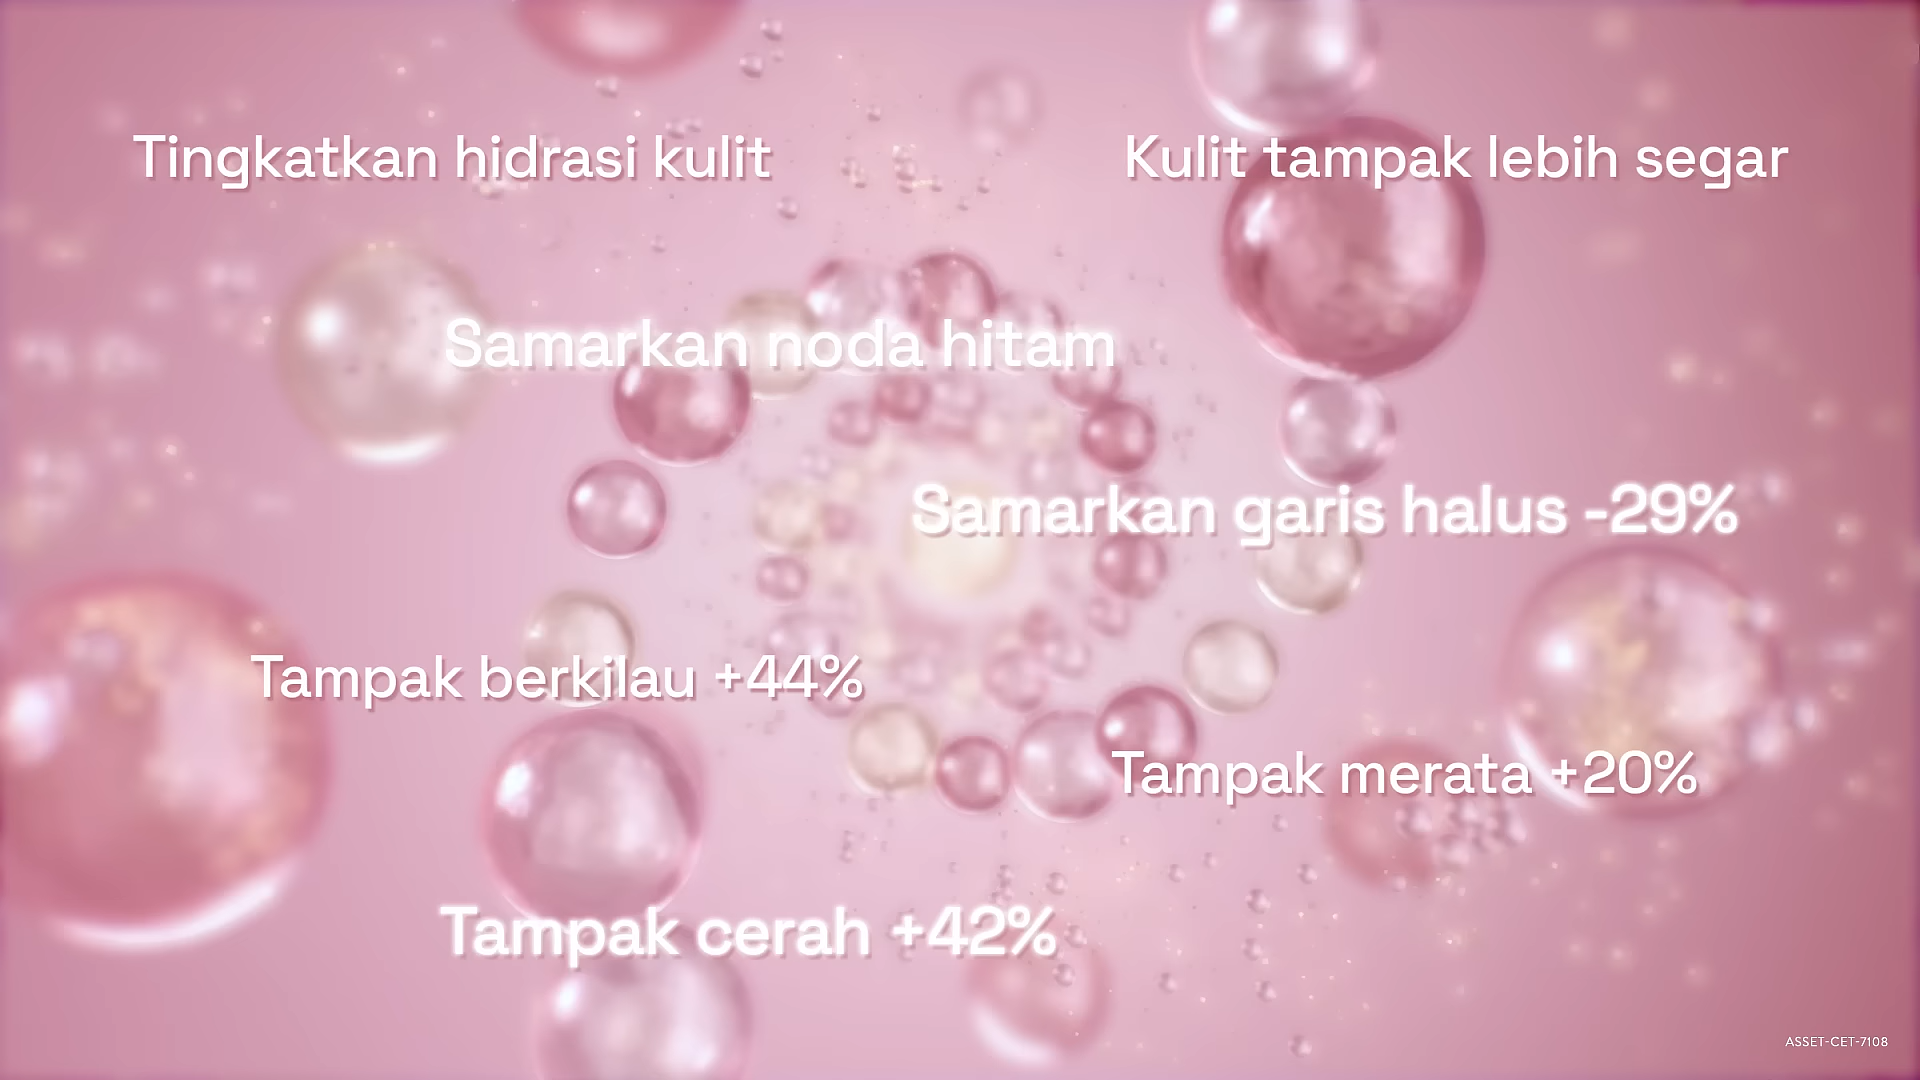 Tingkatkan hidrasi kulit
Kulit tampak lebih segar
Samarkan noda hitam
Samarkan garis halus -29%
Tampak berkilau +44%
Tampak merata +20%
Tampak cerah +42%
ASSET-CET-7108